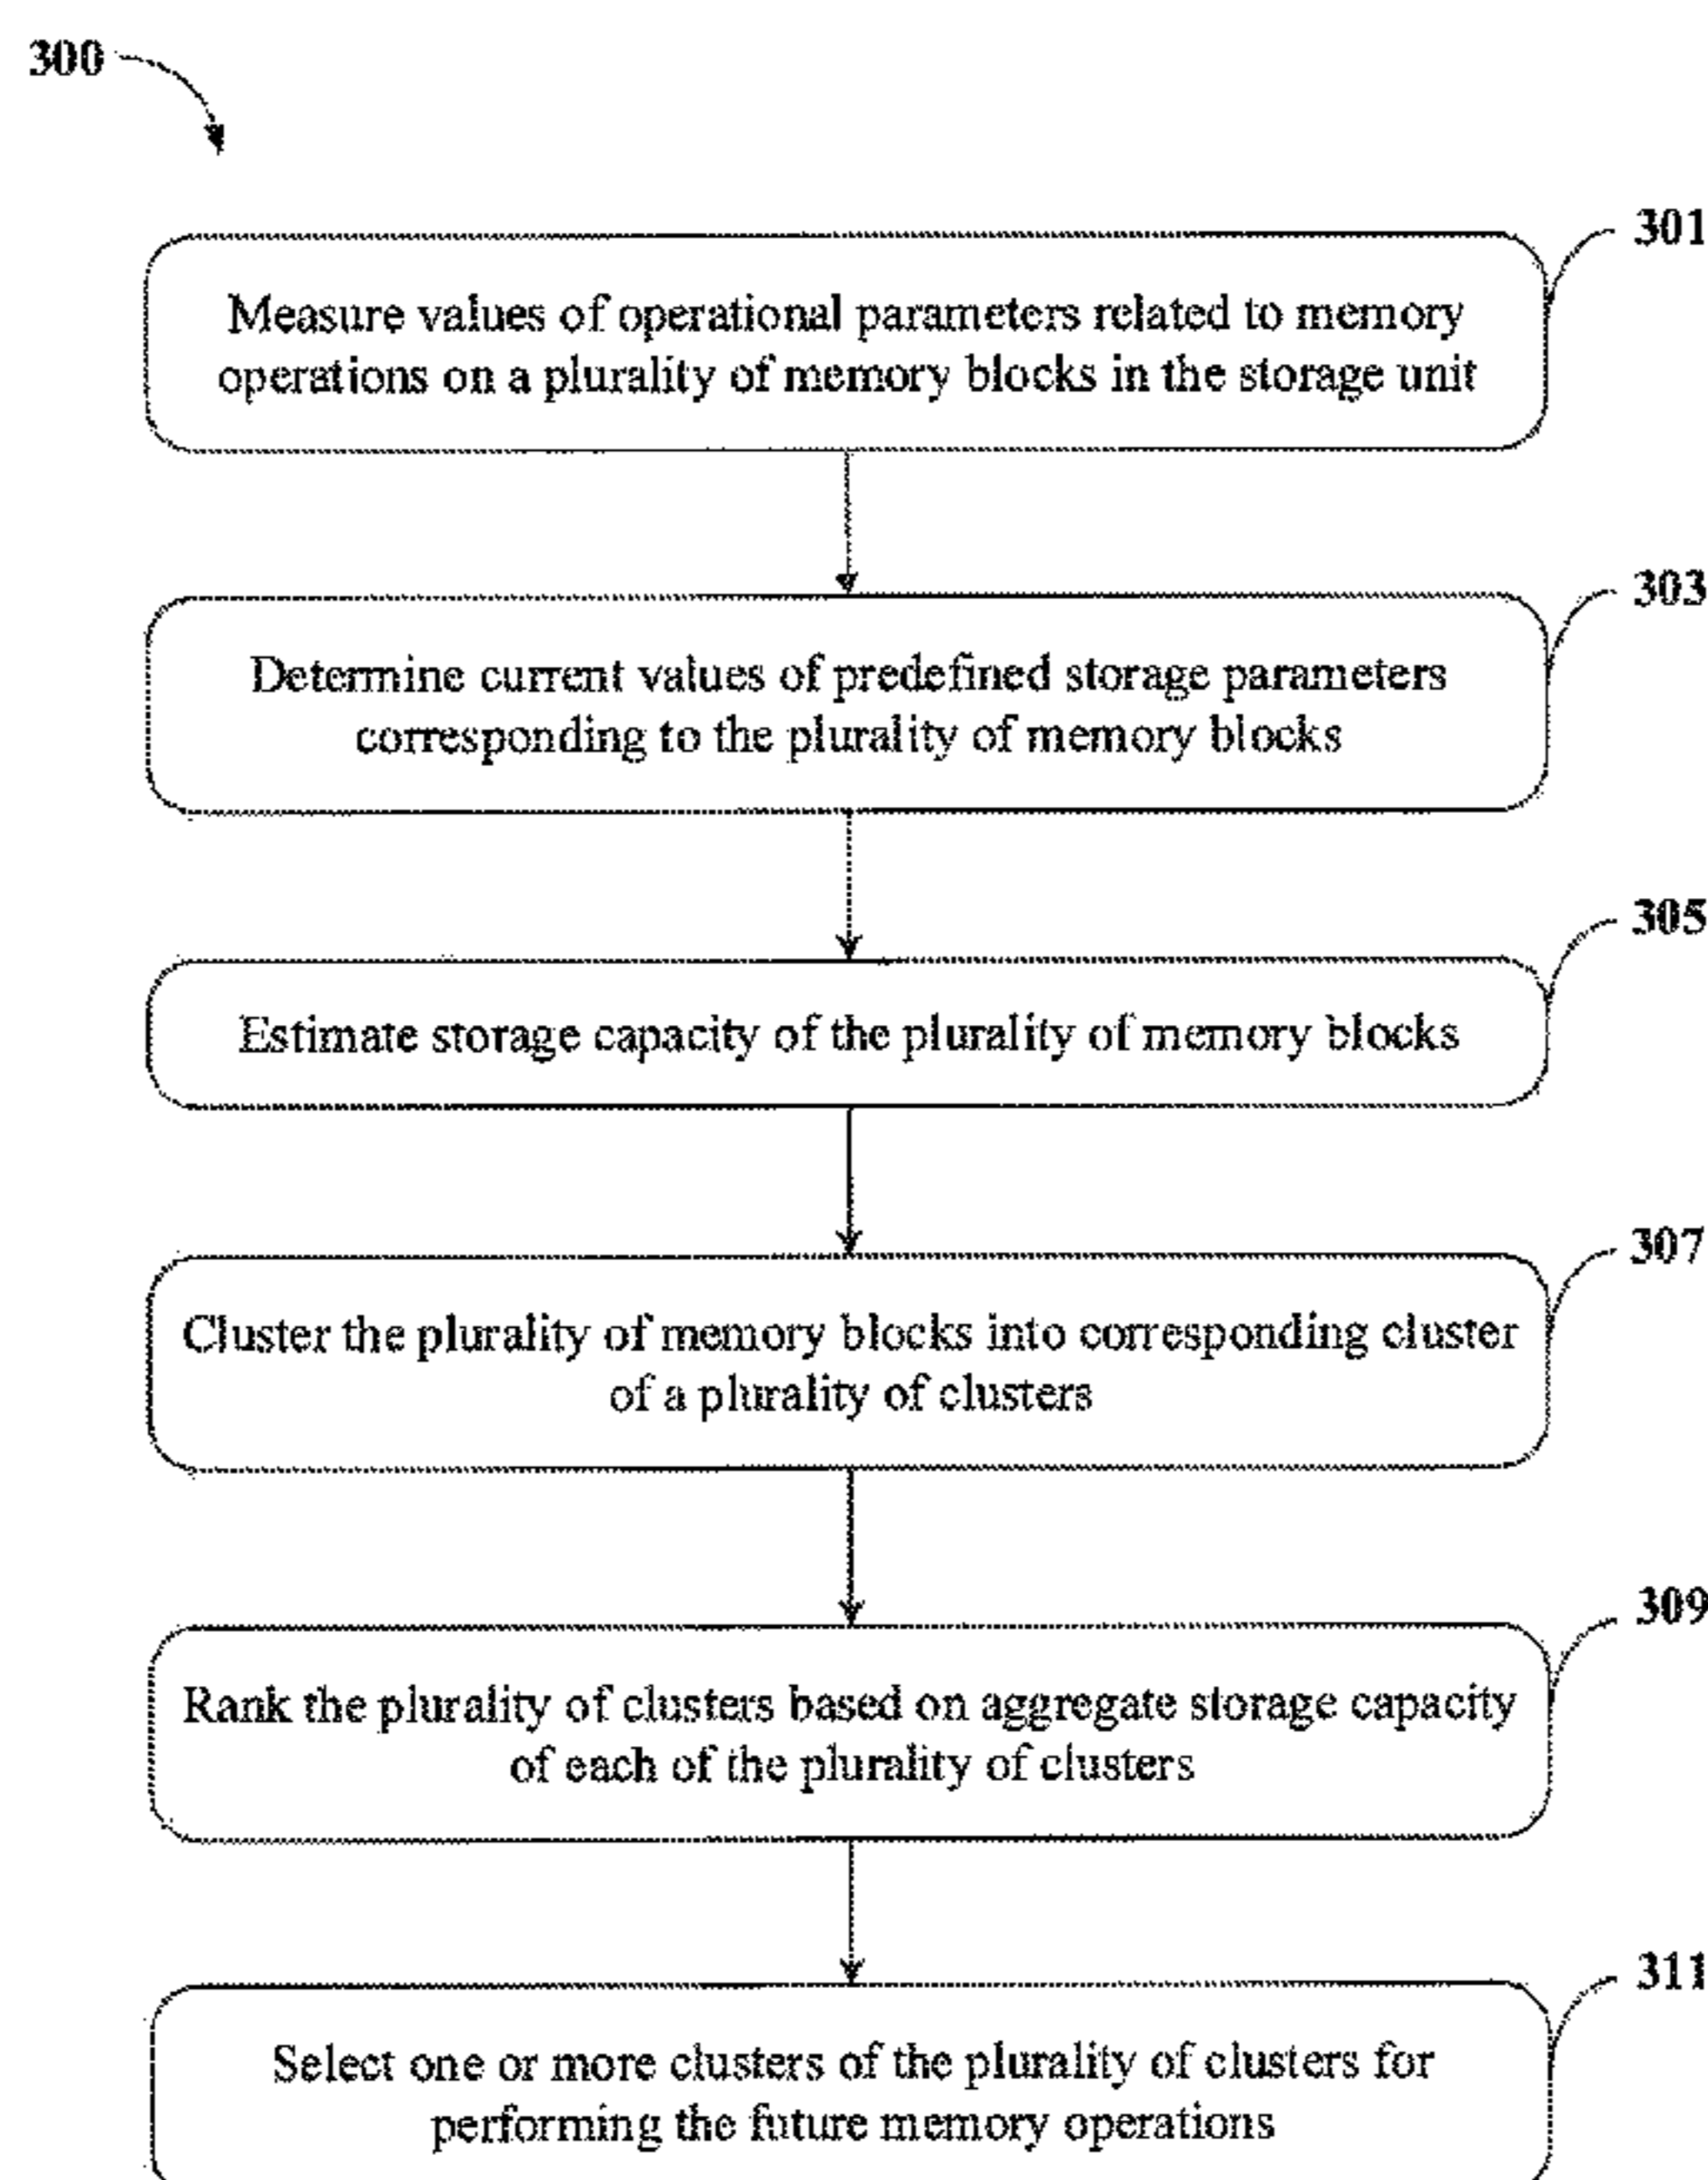 300
301
Measure values of operational parameters related to memory
operations on a plurality of memory blocks in the storage unit
303
Determine current values of predefined storage parameters
corresponding to the plurality of memory blocks
305
Estimate storage capacity of the plurality of memory blocks
307
Cluster the plurality of memory blocks into corresponding cluster
of a plurality of clusters
309
Rank the plurality of clusters based on aggregate storage capacity
of each of the plurality of clusters
311
Select one or more clusters of the plurality of clusters for
performing the future memory operations